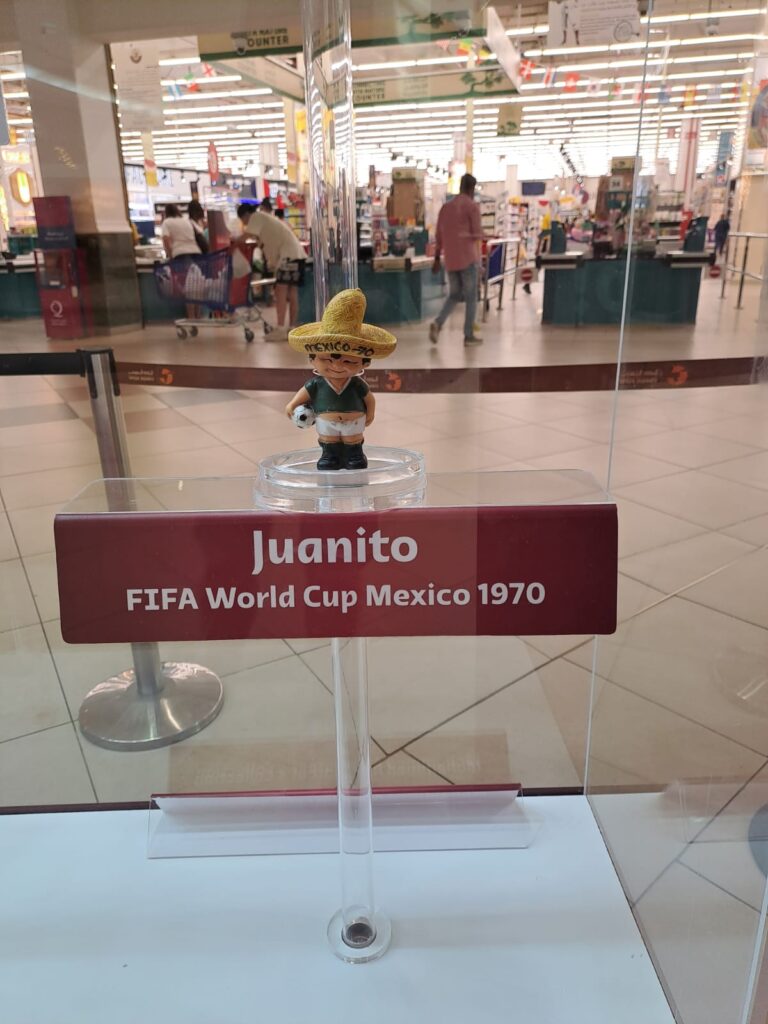 COUNTER
MEXICO-70
Juanito
FIFA World Cup Mexico 1970